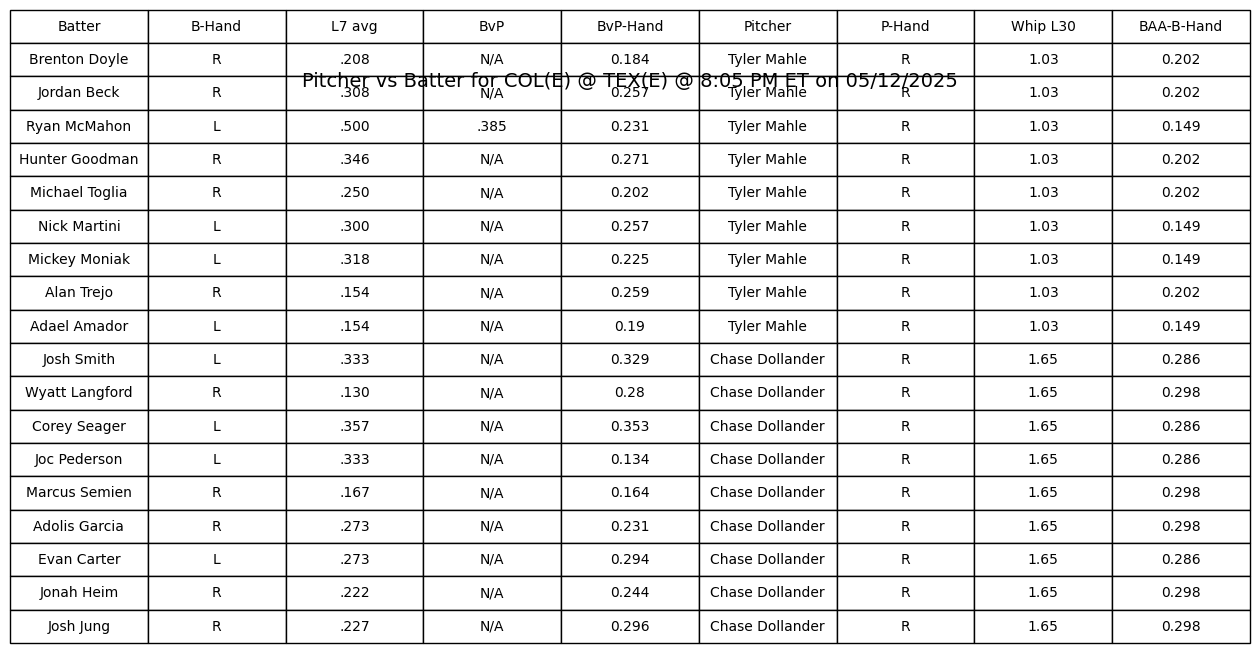 Batter B-Hand L7 avg BvP BvP-Hand Pitcher P-Hand Whip L30 BAA-B-Hand
Brenton Doyle R .208 N/A 0.184 Tyler Mahle R 1.03 0.202
Pitcher vs Batter for COL(E) @ TEX(E) @ 8:05 PM ET on 05/12/2025
Jordan Beck R .308 N/A 0.257 Tyler Mahle R 1.03 0.202
Ryan McMahon L .500 .385 0.231 Tyler Mahle R 1.03 0.149
Hunter Goodman R .346 N/A 0.271 Tyler Mahle R 1.03 0.202
Michael Toglia R .250 N/A 0.202 Tyler Mahle R 1.03 0.202
Nick Martini L .300 N/A 0.257 Tyler Mahle R 1.03 0.149
Mickey Moniak L .318 N/A 0.225 Tyler Mahle R 1.03 0.149
Alan Trejo R .154 N/A 0.259 Tyler Mahle R 1.03 0.202
Adael Amador L .154 N/A 0.19 Tyler Mahle R 1.03 0.149
Josh Smith L .333 N/A 0.329 Chase Dollander R 1.65 0.286
Wyatt Langford R .130 N/A 0.28 Chase Dollander R 1.65 0.298
Corey Seager L .357 N/A 0.353 Chase Dollander R 1.65 0.286
Joc Pederson L .333 N/A 0.134 Chase Dollander R 1.65 0.286
Marcus Semien R .167 N/A 0.164 Chase Dollander R 1.65 0.298
Adolis Garcia R .273 N/A 0.231 Chase Dollander R 1.65 0.298
Evan Carter L .273 N/A 0.294 Chase Dollander R 1.65 0.286
Jonah Heim R .222 N/A 0.244 Chase Dollander R 1.65 0.298
Josh Jung R .227 N/A 0.296 Chase Dollander R 1.65 0.298